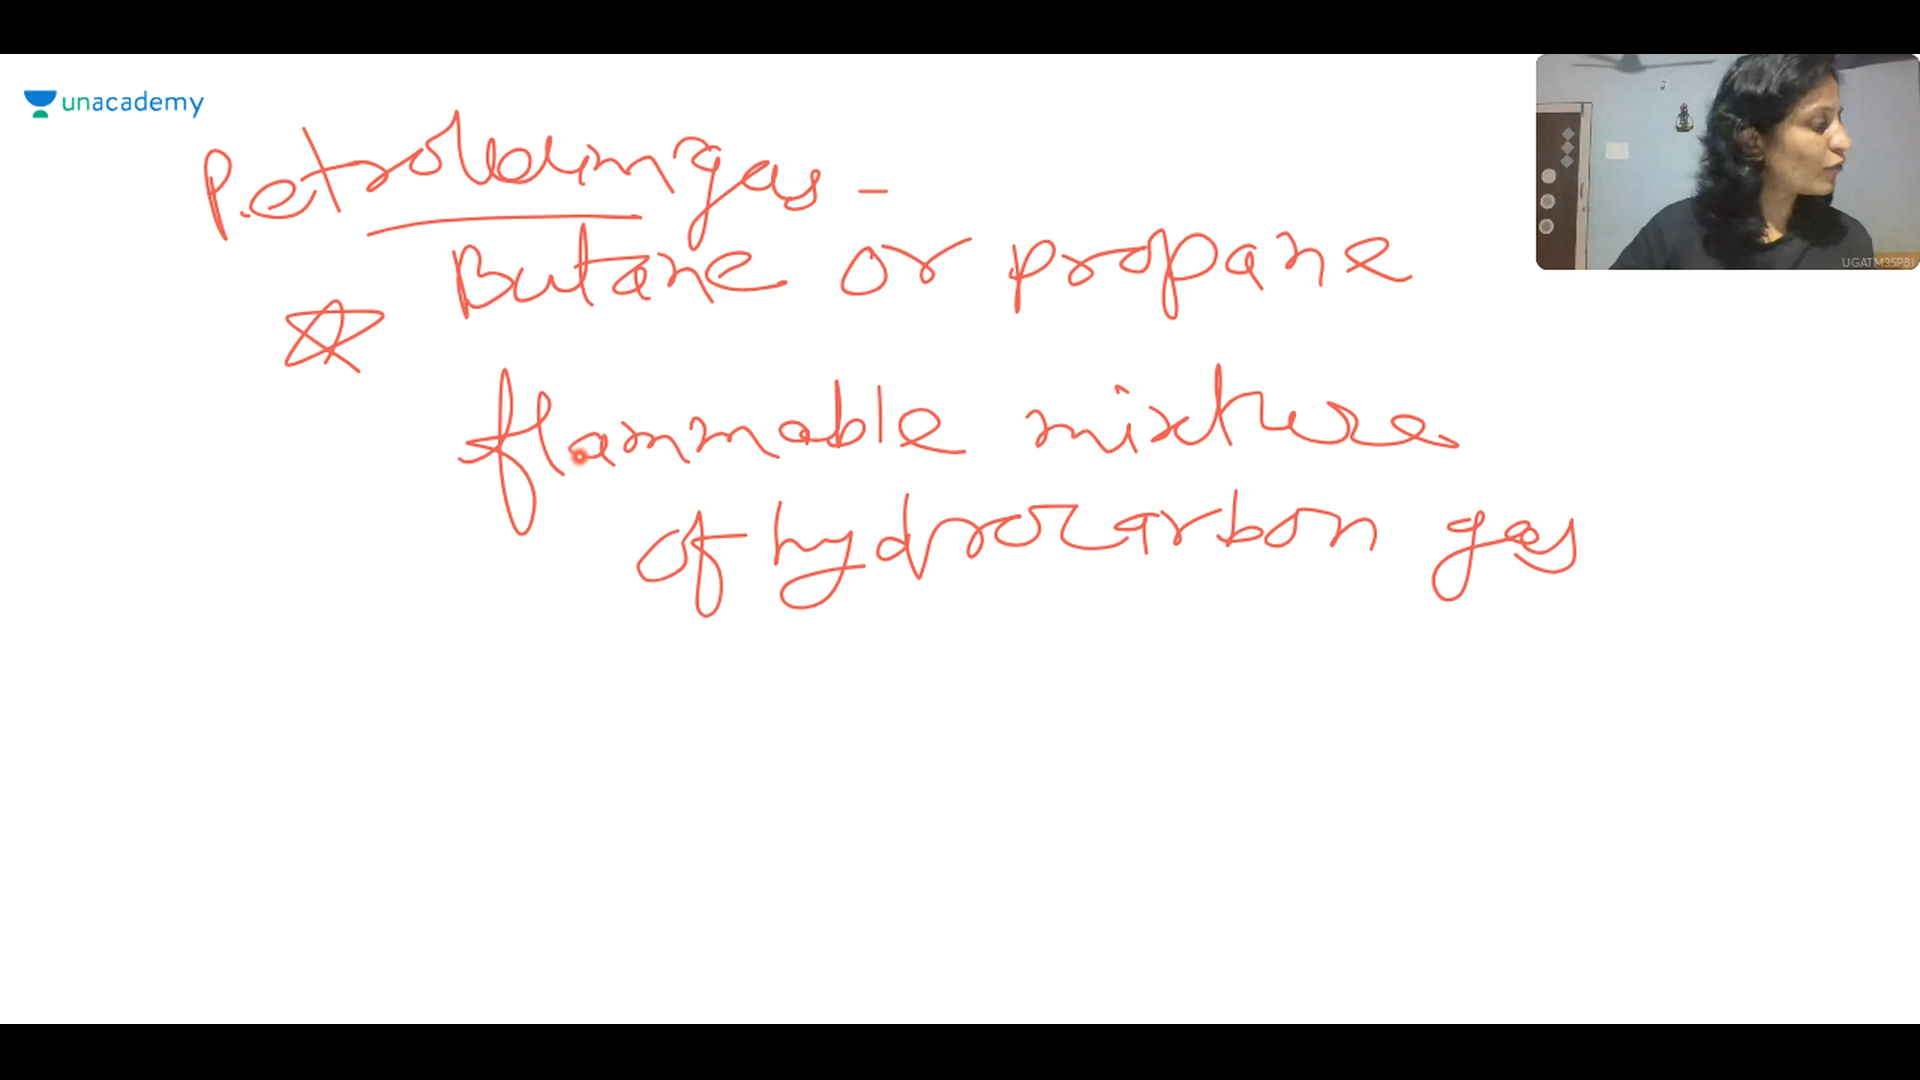 unacademy
Petroleum gas -
Butane or propane
flammable mixture
of hydrocarbon gas
UGATM35P8I